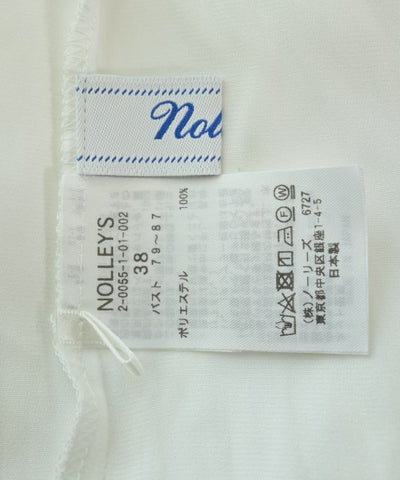 Nol
NOLLEY'S
2-0055-1-01-002
38
バスト 79~87
ポリエステル 100%
6727
(株)ノーリーズ
東京都中央区銀座1-4-5
日本製